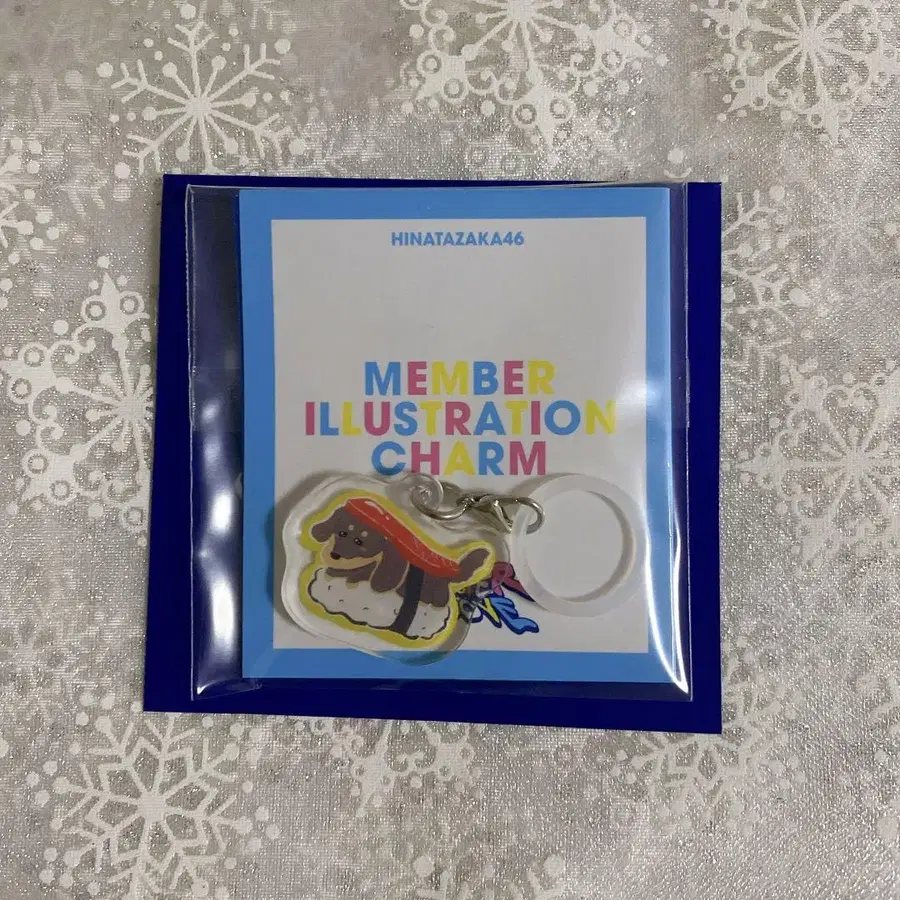 HINATAZAKA46
MEMBER
ILLUSTRATION
CHARM